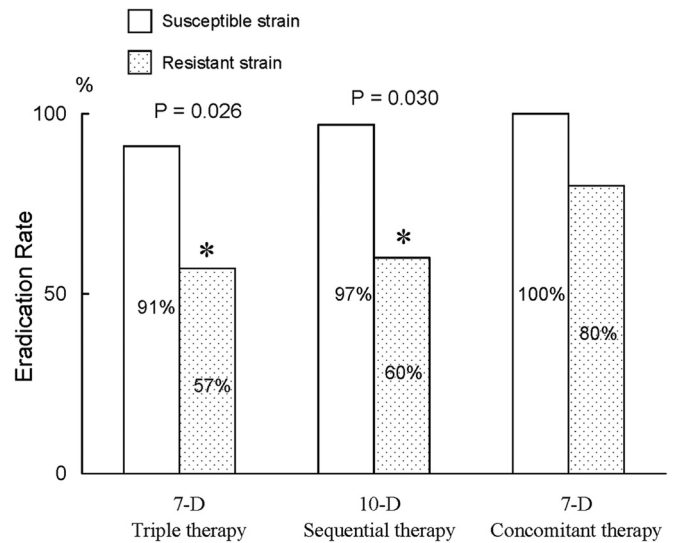 Susceptible strain
Resistant strain
%
100
50
0
Eradication Rate
P = 0.026
P = 0.030
*
*
91%
57%
97%
60%
100%
80%
7-D
Triple therapy
10-D
Sequential therapy
7-D
Concomitant therapy